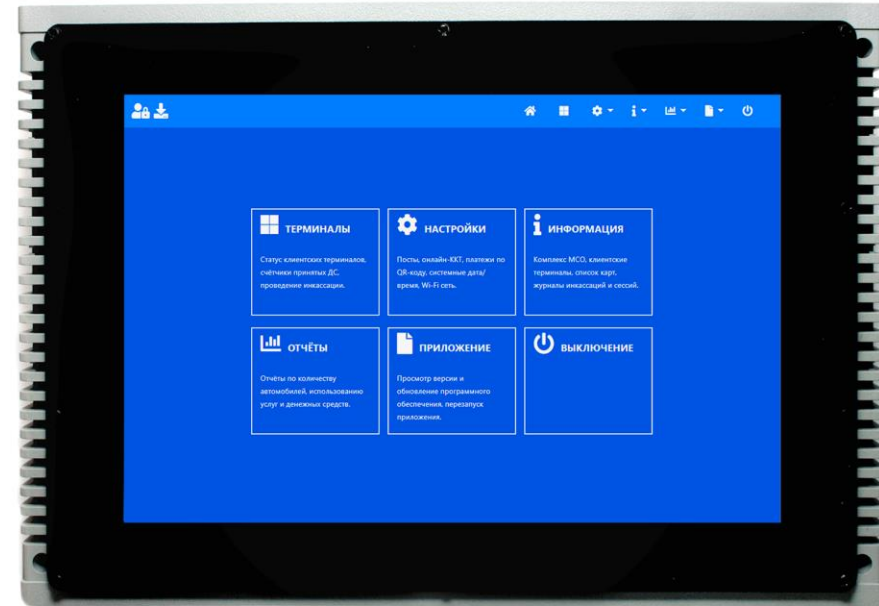 ТЕРМИНАЛЫ
Статус клиентских терминалов,
счётчики принятых ДС,
проведение инкассации.
НАСТРОЙКИ
Посты, онлайн-ККТ, платежи по
QR-коду, системные дата/
время, Wi-Fi сеть.
ИНФОРМАЦИЯ
Комплекс МСО, клиентские
терминалы, список карт,
журналы инкассаций и сессий.
ОТЧЁТЫ
Отчёты по количеству
автомобилей, использованию
услуг и денежных средств.
ПРИЛОЖЕНИЕ
Просмотр версии и
обновление программного
обеспечения, перезапуск
приложения.
ВЫКЛЮЧЕНИЕ